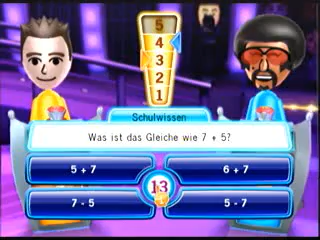 5
4
3
2
1
Schulwissen
Was ist das Gleiche wie 7 + 5?
5 + 7
6 + 7
13
7 - 5
5 - 7